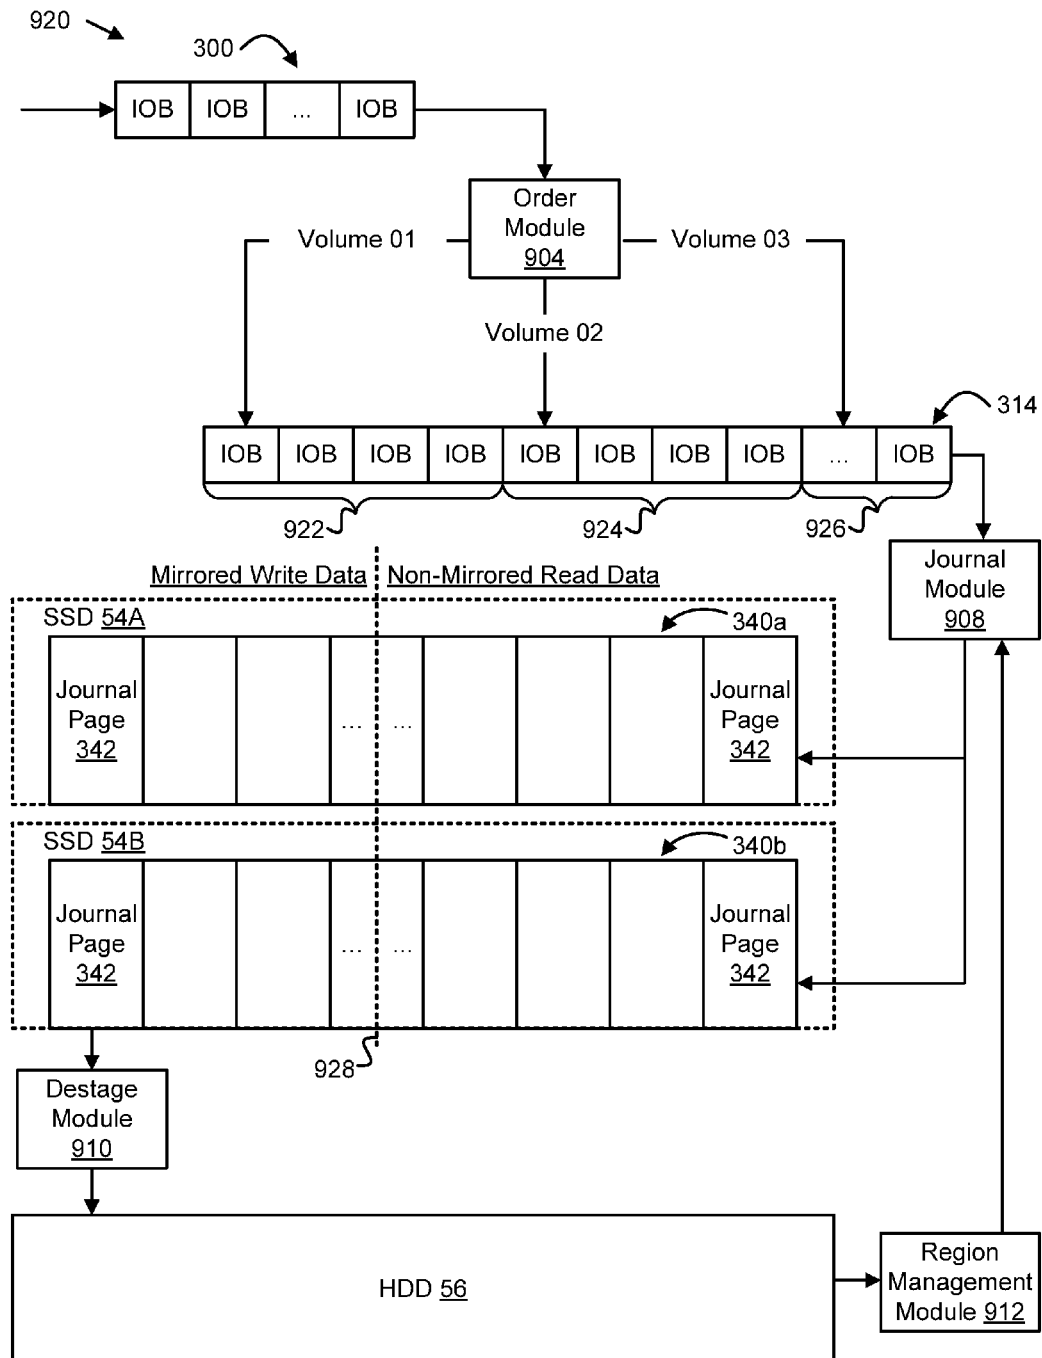 920
300
IOB IOB ... IOB
Order
Module
904
Volume 01
Volume 03
Volume 02
314
IOB IOB IOB IOB IOB IOB IOB IOB ... IOB
922
924
926
Journal
Module
908
Mirrored Write Data
Non-Mirrored Read Data
SSD 54A
340a
Journal
Page
342
... ...
Journal
Page
342
SSD 54B
340b
Journal
Page
342
... ...
Journal
Page
342
928
Destage
Module
910
HDD 56
Region
Management
Module 912